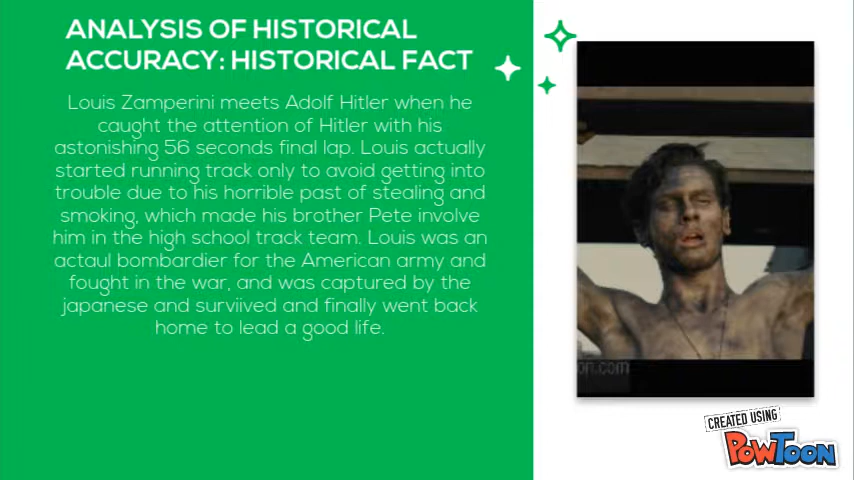 ANALYSIS OF HISTORICAL
ACCURACY: HISTORICAL FACT
Louis Zamperini meets Adolf Hitler when he
caught the attention of Hitler with his
astonishing 56 seconds final lap. Louis actually
started running track only to avoid getting into
trouble due to his horrible past of stealing and
smoking, which made his brother Pete involve
him in the high school track team. Louis was an
actaul bombardier for the American army and
fought in the war, and was captured by the
japanese and surviived and finally went back
home to lead a good life.
on.com
CREATED USING
POWTOON